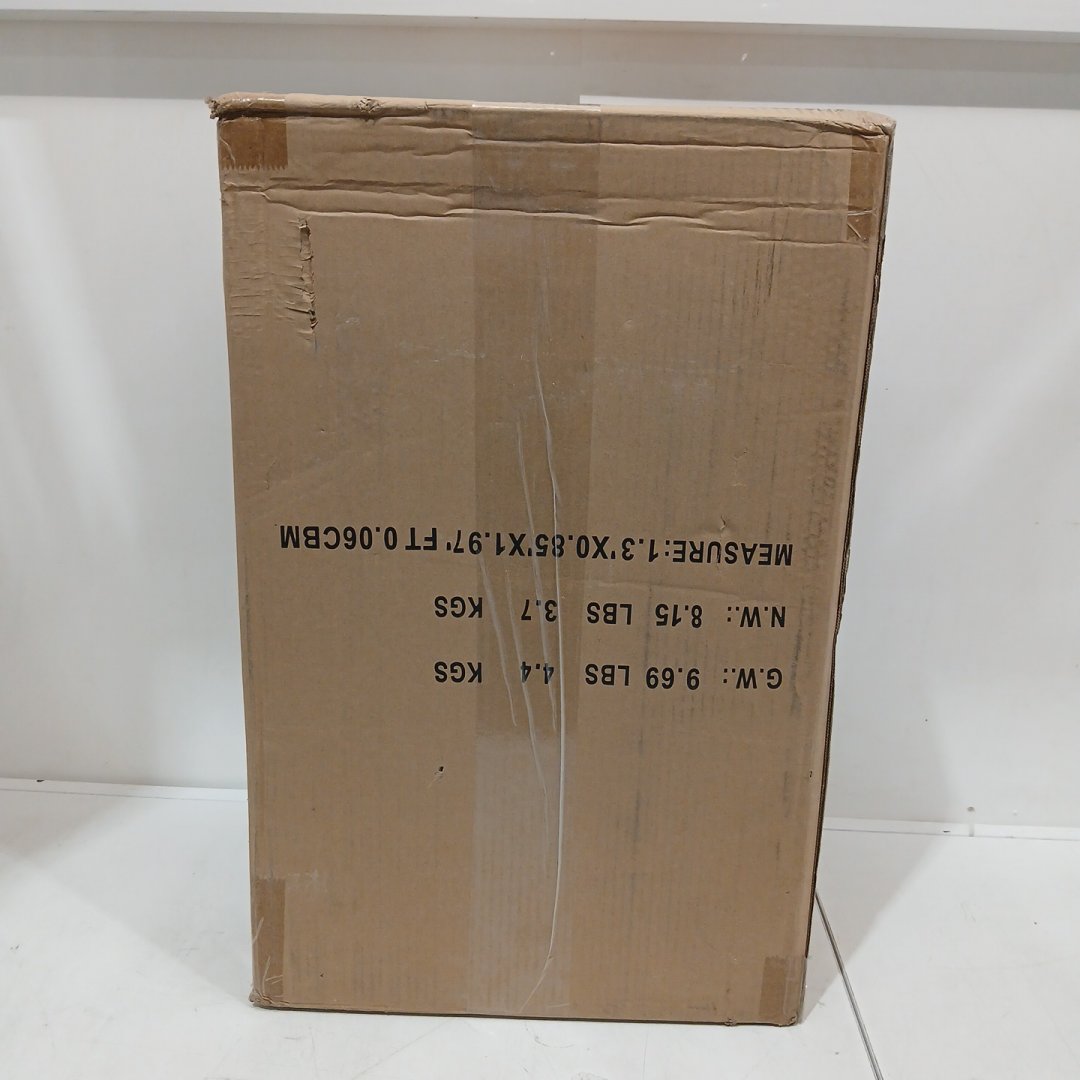 G.W.: 9.69 LBS 4.4 KGS
N.W.: 8.15 LBS 3.7 KGS
MEASURE:1.3'X0.85'X1.97' FT 0.06CBM